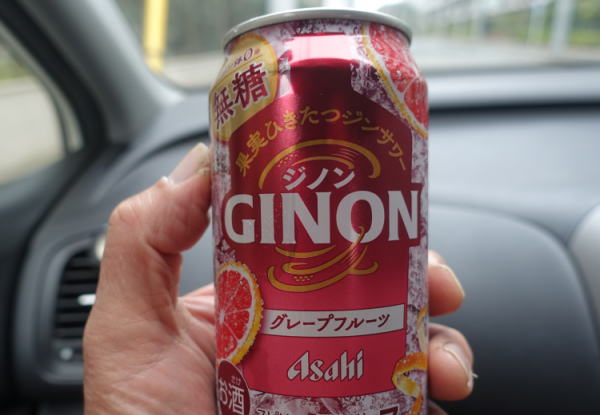 無糖
果実ひきたつジンサワー
ジノン
GINON
グレープフルーツ
Asahi
お酒